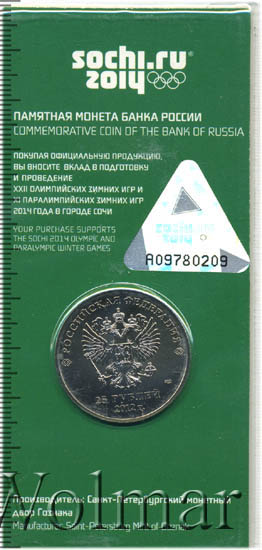 sochi.ru
2014
ПАМЯТНАЯ МОНЕТА БАНКА РОССИИ
COMMEMORATIVE COIN OF THE BANK OF RUSSIA
ПОКУПАЯ ОФИЦИАЛЬНУЮ ПРОДУКЦИЮ,
ВЫ ВНОСИТЕ ВКЛАД В ПОДГОТОВКУ
И ПРОВЕДЕНИЕ
XXII ОЛИМПИЙСКИХ ЗИМНИХ ИГР И
XI ПАРАЛИМПИЙСКИХ ЗИМНИХ ИГР
2014 ГОДА В ГОРОДЕ СОЧИ
YOUR PURCHASE SUPPORTS
THE SOCHI 2014 OLYMPIC AND
PARALYMPIC WINTER GAMES
A09780209
РОССИЙСКАЯ ФЕДЕРАЦИЯ
25 РУБЛЕЙ
2012 г.
Производитель: Санкт-Петербургский монетный
двор Гознака
Manufacturer: Saint-Petersburg Mint of Goznak
Wolmar